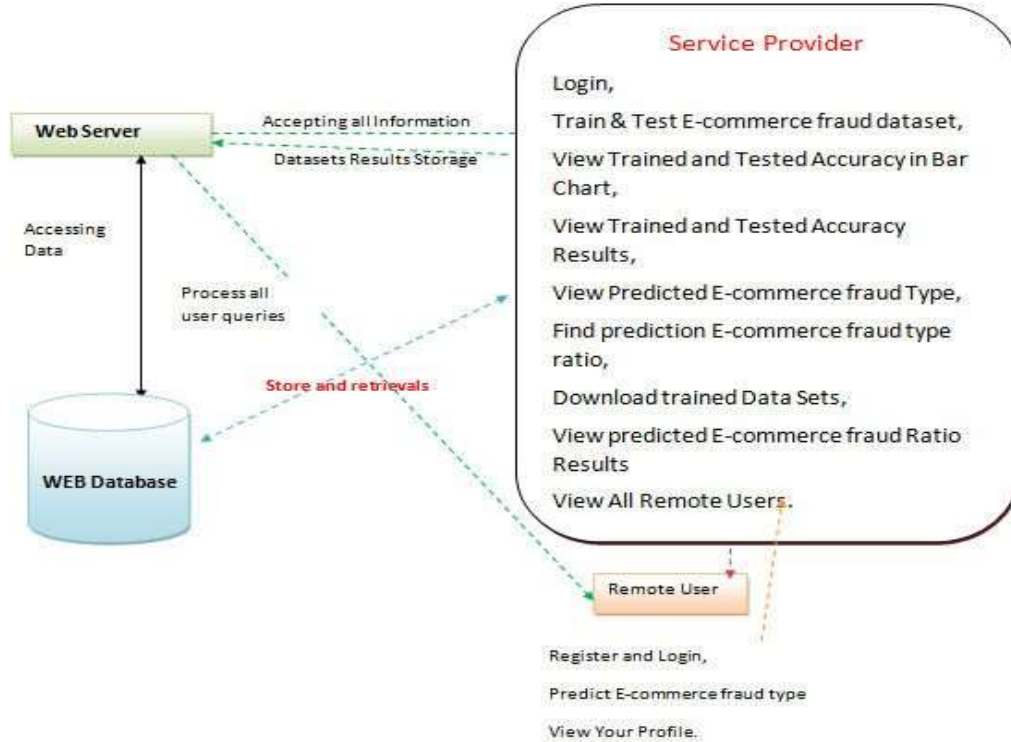 Service Provider
Login,
Train & Test E-commerce fraud dataset,
View Trained and Tested Accuracy in Bar
Chart,
View Trained and Tested Accuracy
Results,
View Predicted E-commerce fraud Type,
Find prediction E-commerce fraud type
ratio,
Download trained Data Sets,
View predicted E-commerce fraud Ratio
Results
View All Remote Users.
Web Server
Accepting all Information
Datasets Results Storage
Accessing
Data
Process all
user queries
Store and retrievals
WEB Database
Remote User
Register and Login,
Predict E-commerce fraud type
View Your Profile.